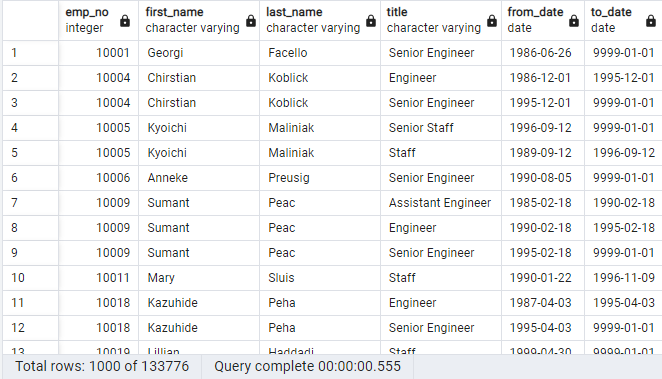 emp_no first_name last_name title from_date to_date
integer character varying character varying character varying date date
1 10001 Georgi Facello Senior Engineer 1986-06-26 9999-01-01
2 10004 Chirstian Koblick Engineer 1986-12-01 1995-12-01
3 10004 Chirstian Koblick Senior Engineer 1995-12-01 9999-01-01
4 10005 Kyoichi Maliniak Senior Staff 1996-09-12 9999-01-01
5 10005 Kyoichi Maliniak Staff 1989-09-12 1996-09-12
6 10006 Anneke Preusig Senior Engineer 1990-08-05 9999-01-01
7 10009 Sumant Peac Assistant Engineer 1985-02-18 1990-02-18
8 10009 Sumant Peac Engineer 1990-02-18 1995-02-18
9 10009 Sumant Peac Senior Engineer 1995-02-18 9999-01-01
10 10011 Mary Sluis Staff 1990-01-22 1996-11-09
11 10018 Kazuhide Peha Engineer 1987-04-03 1995-04-03
12 10018 Kazuhide Peha Senior Engineer 1995-04-03 9999-01-01
13 10019 Lillian Haddadi Staff 1999-04-30 9999-01-01
Total rows: 1000 of 133776 Query complete 00:00:00.555